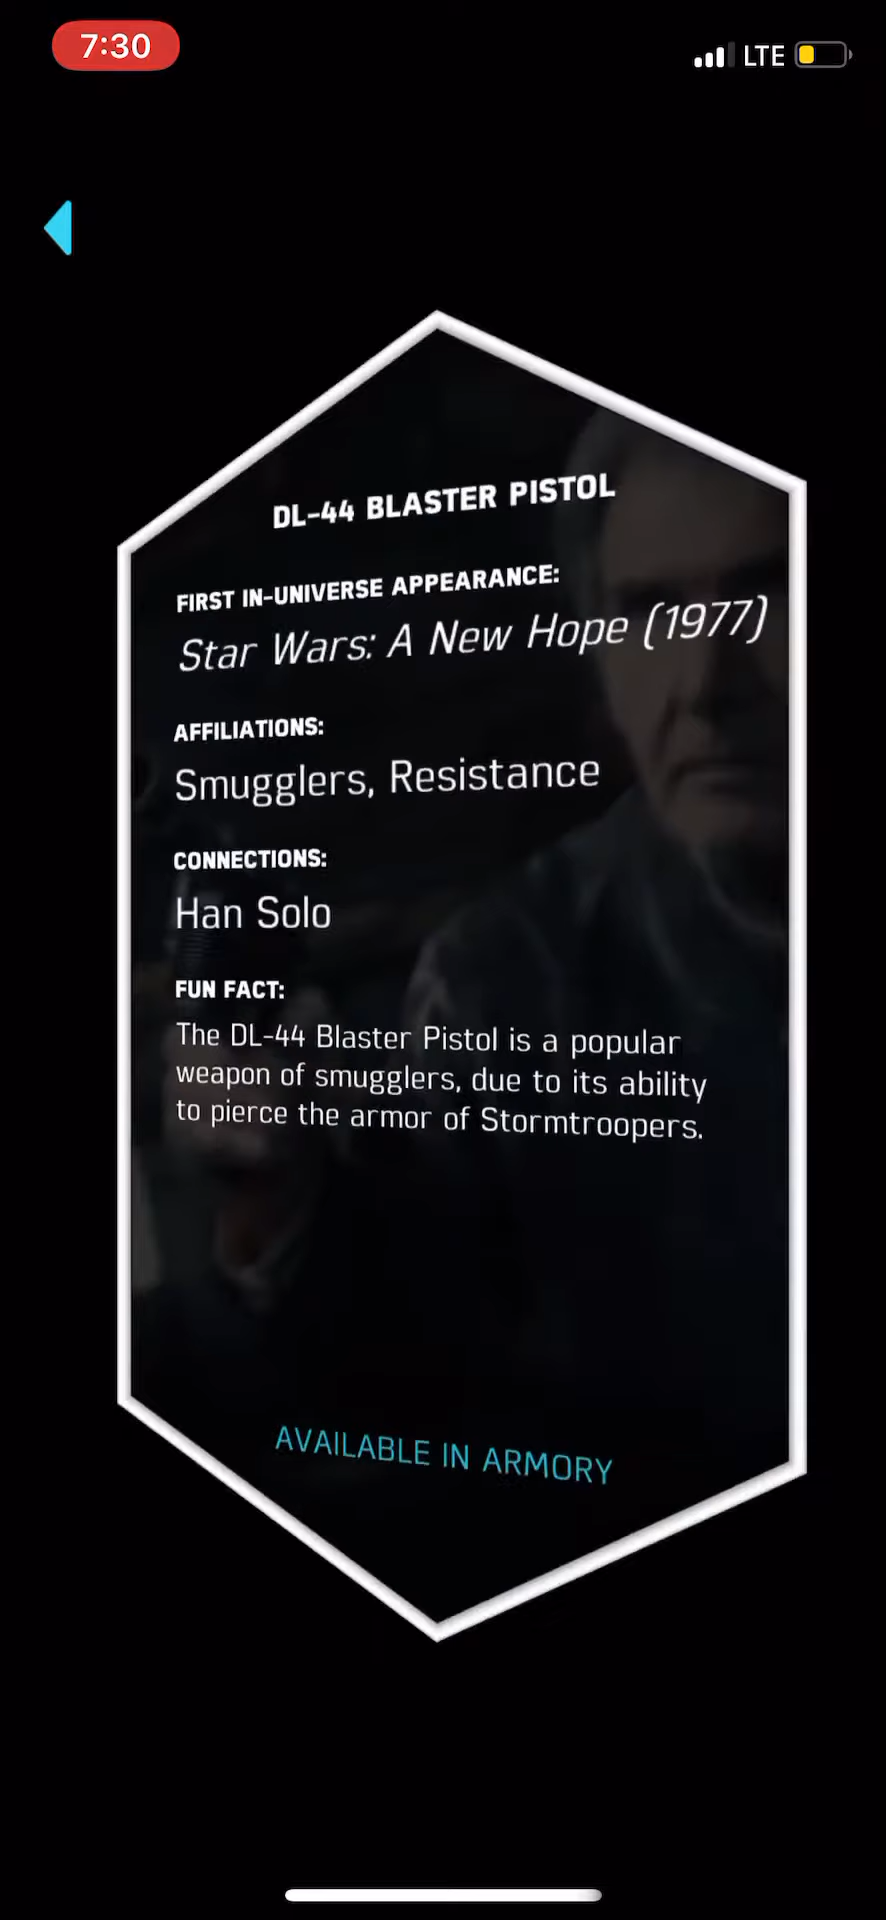 7:30
LTE
DL-44 BLASTER PISTOL
FIRST IN-UNIVERSE APPEARANCE:
Star Wars: A New Hope (1977)
AFFILIATIONS:
Smugglers, Resistance
CONNECTIONS:
Han Solo
FUN FACT:
The DL-44 Blaster Pistol is a popular
weapon of smugglers, due to its ability
to pierce the armor of Stormtroopers.
AVAILABLE IN ARMORY